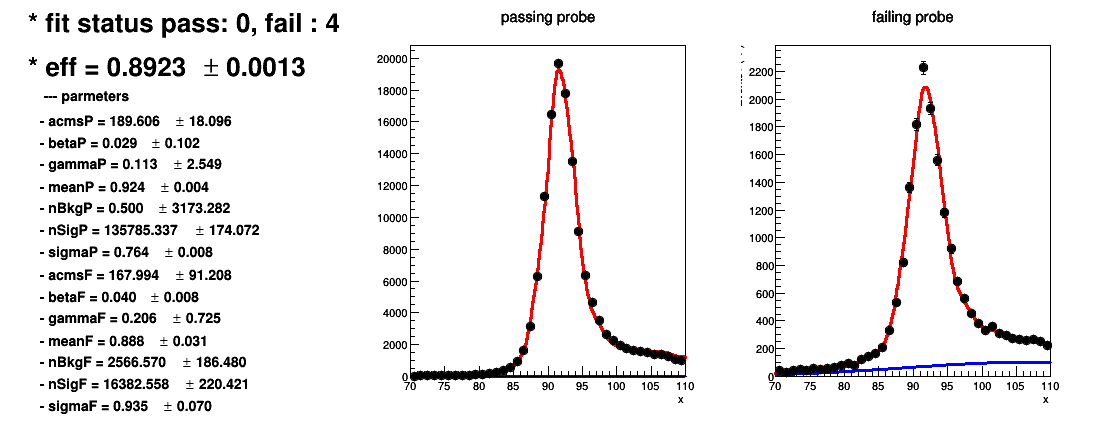 * fit status pass: 0, fail : 4
* eff = 0.8923 ± 0.0013
--- parmeters
- acmsP = 189.606 ± 18.096
- betaP = 0.029 ± 0.102
- gammaP = 0.113 ± 2.549
- meanP = 0.924 ± 0.004
- nBkgP = 0.500 ± 3173.282
- nSigP = 135785.337 ± 174.072
- sigmaP = 0.764 ± 0.008
- acmsF = 167.994 ± 91.208
- betaF = 0.040 ± 0.008
- gammaF = 0.206 ± 0.725
- meanF = 0.888 ± 0.031
- nBkgF = 2566.570 ± 186.480
- nSigF = 16382.558 ± 220.421
- sigmaF = 0.935 ± 0.070
passing probe
20000
18000
16000
14000
12000
10000
8000
6000
4000
2000
0
70 75 80 85 90 95 100 105 110
x
failing probe
2200
2000
1800
1600
1400
1200
1000
800
600
400
200
0
70 75 80 85 90 95 100 105 110
x